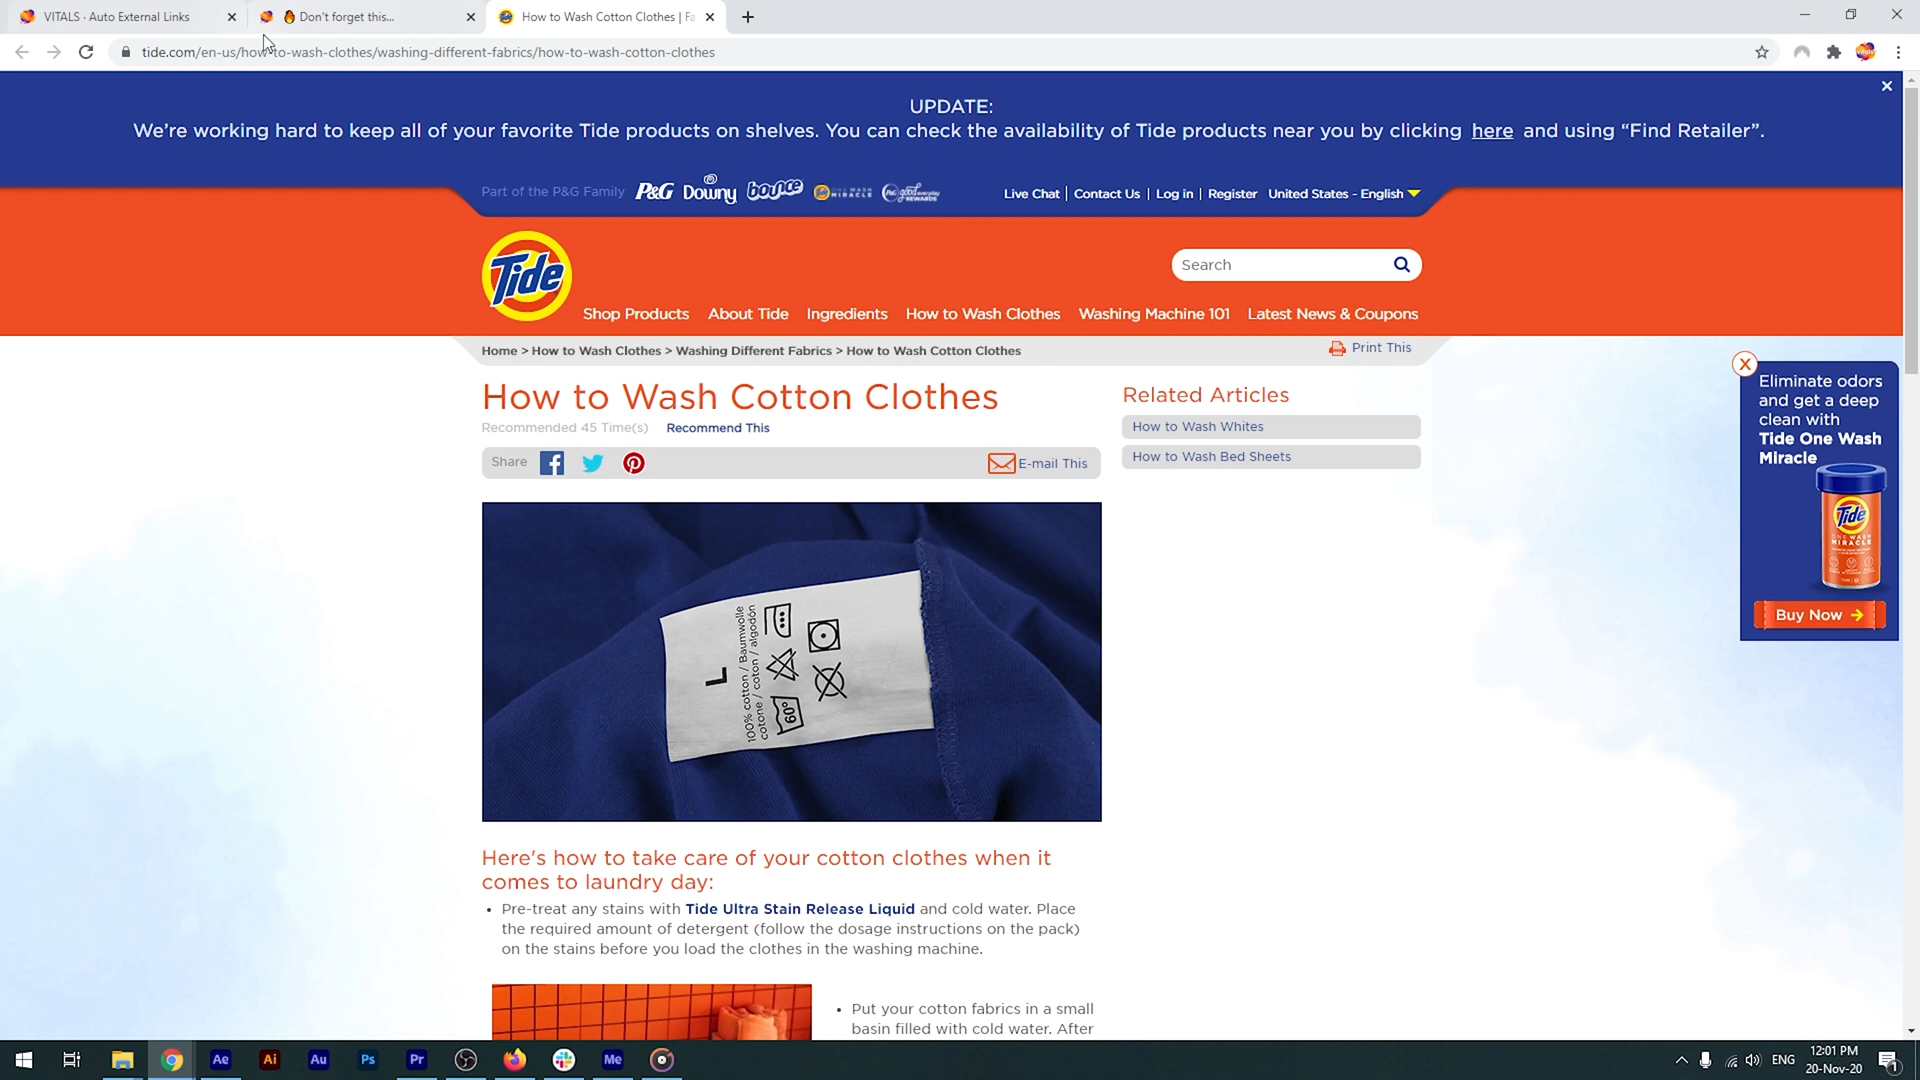 VITALS · Auto External Links
Don't forget this...
How to Wash Cotton Clothes | Fa
tide.com/en-us/how-to-wash-clothes/washing-different-fabrics/how-to-wash-cotton-clothes
UPDATE:
We're working hard to keep all of your favorite Tide products on shelves. You can check the availability of Tide products near you by clicking here and using “Find Retailer”.
Part of the P&G Family P&G Downy bounce
Live Chat | Contact Us | Log in | Register United States - English
Tide
Search
Shop Products About Tide Ingredients How to Wash Clothes Washing Machine 101 Latest News & Coupons
Home > How to Wash Clothes > Washing Different Fabrics > How to Wash Cotton Clothes
Print This
How to Wash Cotton Clothes
Recommended 45 Time(s) Recommend This
Share
E-mail This
Related Articles
How to Wash Whites
How to Wash Bed Sheets
X
Eliminate odors
and get a deep
clean with
Tide One Wash
Miracle
Tide
ONE WASH
MIRACLE
Buy Now
L
100% cotton / Baumwolle
cotone / coton / algodón
60°
Here's how to take care of your cotton clothes when it
comes to laundry day:
• Pre-treat any stains with Tide Ultra Stain Release Liquid and cold water. Place
the required amount of detergent (follow the dosage instructions on the pack)
on the stains before you load the clothes in the washing machine.
• Put your cotton fabrics in a small
basin filled with cold water. After
Ae Ai Au Ps Pr Me
ENG
12:01 PM
20-Nov-20
1